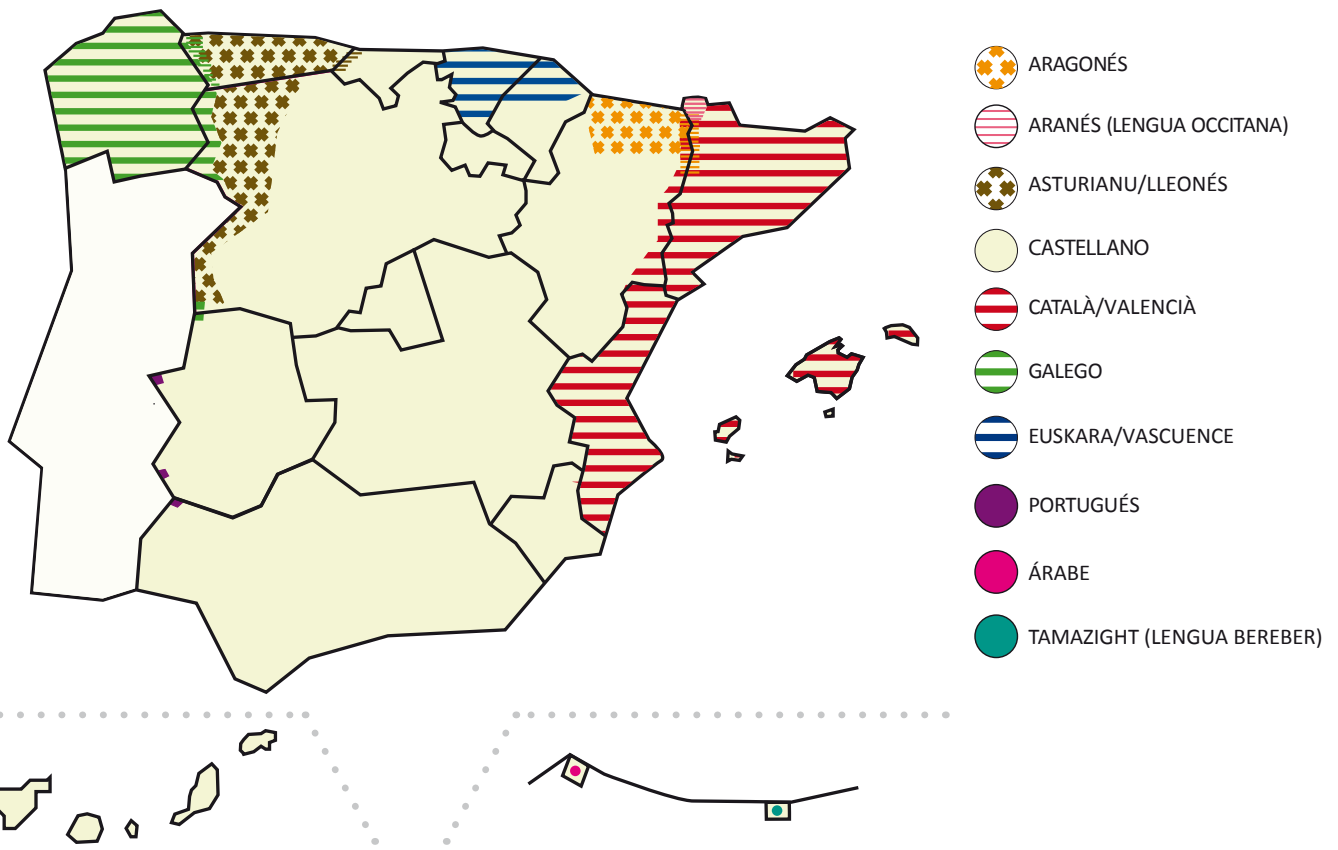 ARAGONÉS
ARANÉS (LENGUA OCCITANA)
ASTURIANU/LLEONÉS
CASTELLANO
CATALÀ/VALENCIÀ
GALEGO
EUSKARA/VASCUENCE
PORTUGUÉS
ÁRABE
TAMAZIGHT (LENGUA BEREBER)